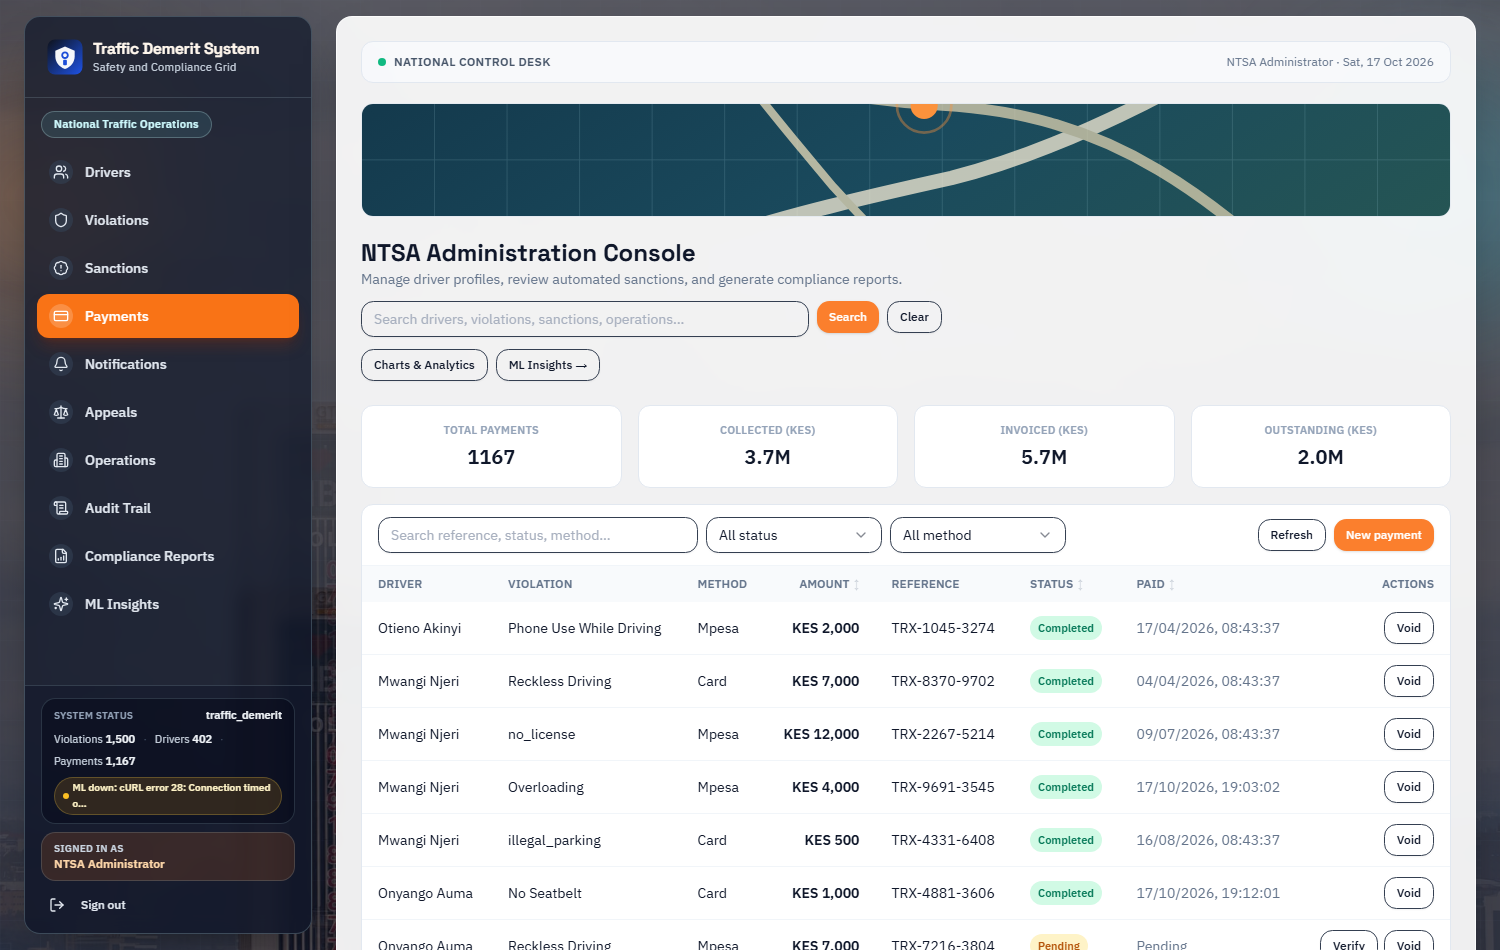 Traffic Demerit System
Safety and Compliance Grid
National Traffic Operations
Drivers
Violations
Sanctions
Payments
Notifications
Appeals
Operations
Audit Trail
Compliance Reports
ML Insights
SYSTEM STATUS traffic_demerit
Violations 1,500 · Drivers 402 ·
Payments 1,167
ML down: cURL error 28: Connection timed
o...
SIGNED IN AS
NTSA Administrator
Sign out
NATIONAL CONTROL DESK NTSA Administrator · Sat, 17 Oct 2026
NTSA Administration Console
Manage driver profiles, review automated sanctions, and generate compliance reports.
Search drivers, violations, sanctions, operations... Search Clear
Charts & Analytics ML Insights →
TOTAL PAYMENTS COLLECTED (KES) INVOICED (KES) OUTSTANDING (KES)
1167 3.7M 5.7M 2.0M
Search reference, status, method... All status All method Refresh New payment
DRIVER VIOLATION METHOD AMOUNT REFERENCE STATUS PAID ACTIONS
Otieno Akinyi Phone Use While Driving Mpesa KES 2,000 TRX-1045-3274 Completed 17/04/2026, 08:43:37 Void
Mwangi Njeri Reckless Driving Card KES 7,000 TRX-8370-9702 Completed 04/04/2026, 08:43:37 Void
Mwangi Njeri no_license Mpesa KES 12,000 TRX-2267-5214 Completed 09/07/2026, 08:43:37 Void
Mwangi Njeri Overloading Mpesa KES 4,000 TRX-9691-3545 Completed 17/10/2026, 19:03:02 Void
Mwangi Njeri illegal_parking Card KES 500 TRX-4331-6408 Completed 16/08/2026, 08:43:37 Void
Onyango Auma No Seatbelt Card KES 1,000 TRX-4881-3606 Completed 17/10/2026, 19:12:01 Void
Onyango Auma Reckless Driving Mpesa KES 7,000 TRX-7216-3804 Pending Pending Verify Void